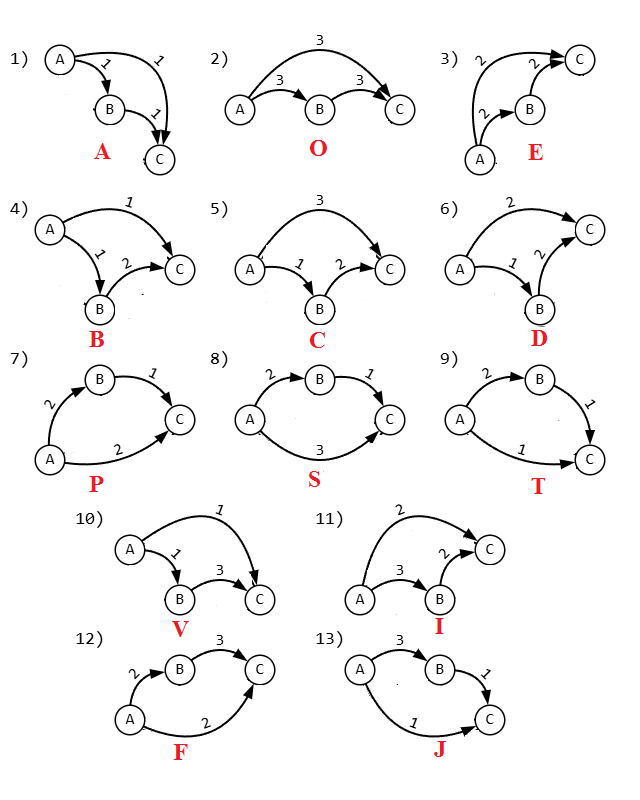 1) A 1 B 1 1 C A
2) A 3 B 3 3 C O
3) A 2 B 2 2 C E
4) A 1 B 2 1 C B
5) A 1 B 2 3 C C
6) A 1 B 2 2 C D
7) A 2 B 1 2 C P
8) A 2 B 1 3 C S
9) A 2 B 1 1 C T
10) A 1 B 3 1 C V
11) A 3 B 2 2 C I
12) A 2 B 3 2 C F
13) A 3 B 1 1 C J